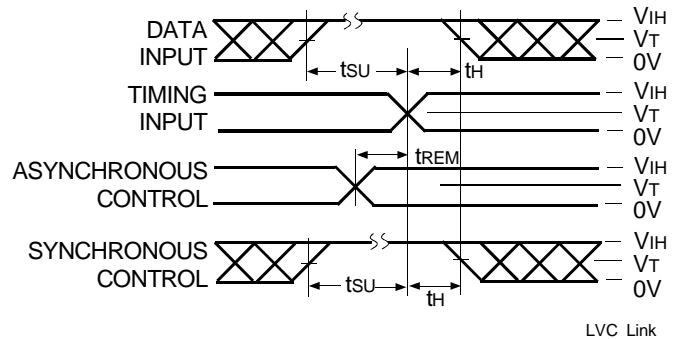 DATA
INPUT
VIH
VT
0V
tSU
tH
TIMING
INPUT
VIH
VT
0V
tREM
ASYNCHRONOUS
CONTROL
VIH
VT
0V
SYNCHRONOUS
CONTROL
VIH
VT
0V
tSU
tH
LVC Link